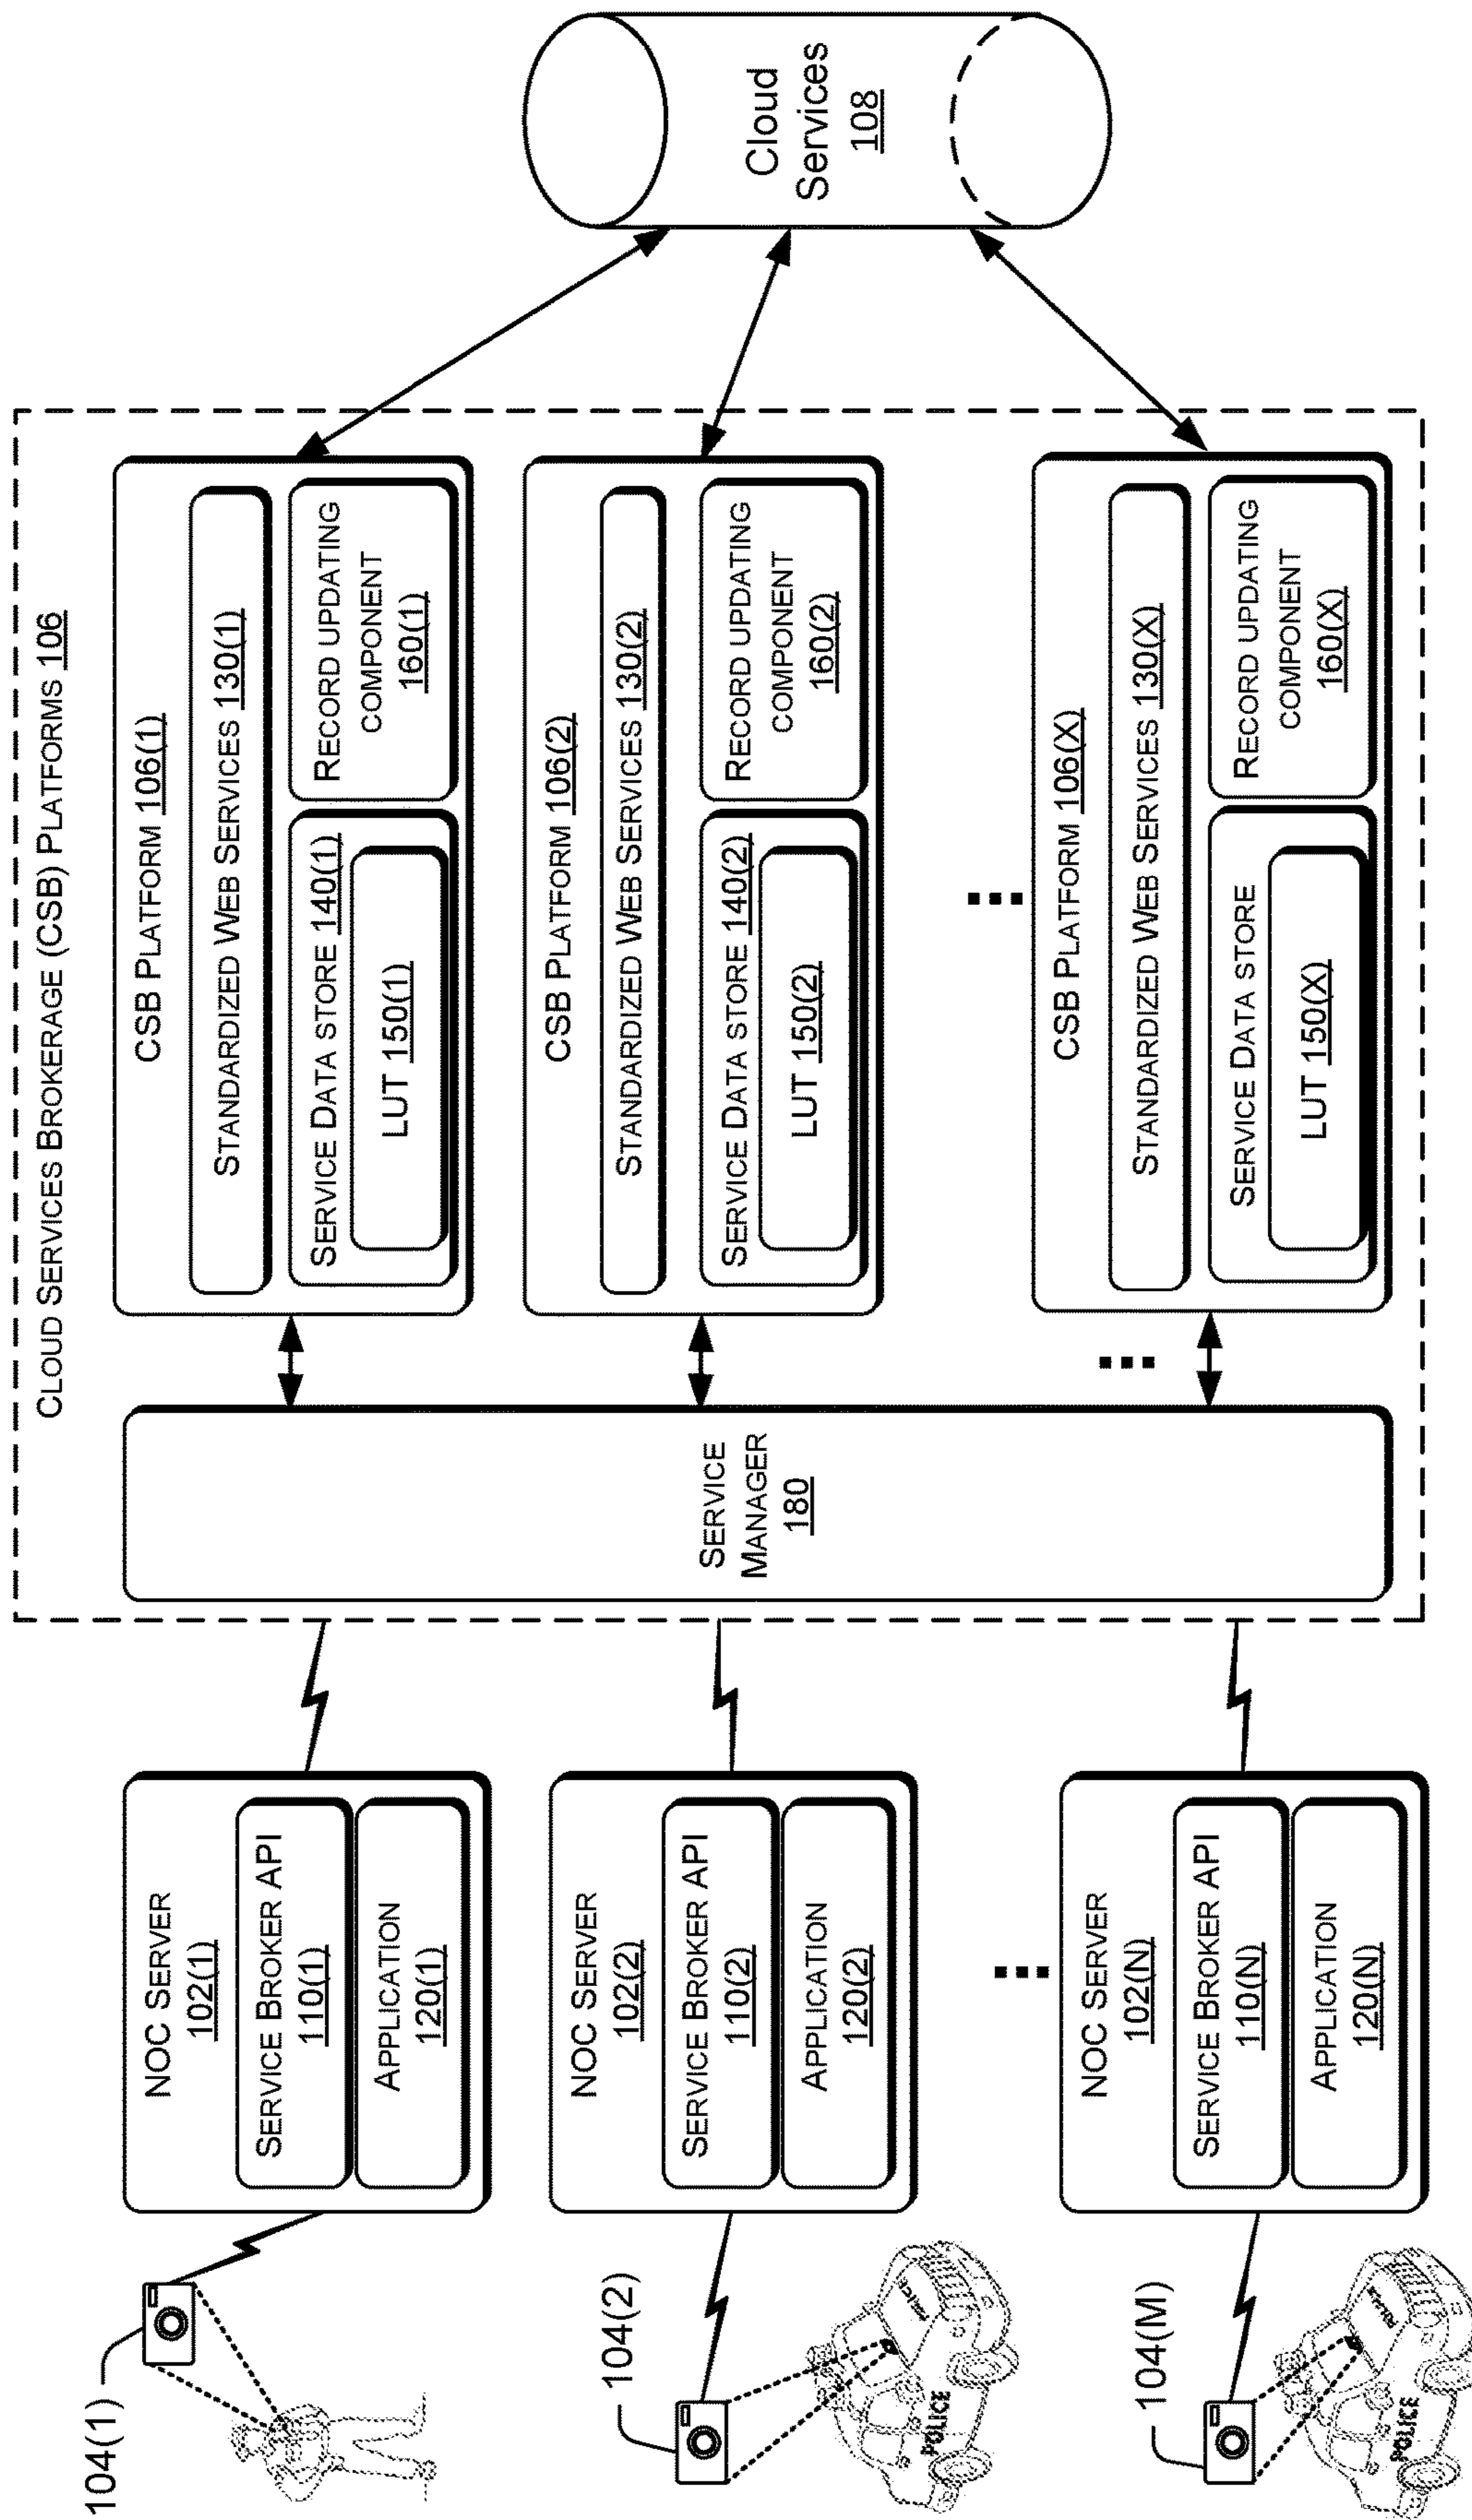 CLOUD SERVICES BROKERAGE (CSB) PLATFORMS 106
104(1)
NOC SERVER
102(1)
SERVICE BROKER API
110(1)
APPLICATION
120(1)
104(2)
POLICE
NOC SERVER
102(2)
SERVICE BROKER API
110(2)
APPLICATION
120(2)
104(M)
POLICE
NOC SERVER
102(N)
SERVICE BROKER API
110(N)
APPLICATION
120(N)
SERVICE
MANAGER
180
CSB PLATFORM 106(1)
STANDARDIZED WEB SERVICES 130(1)
SERVICE DATA STORE 140(1)
LUT 150(1)
RECORD UPDATING
COMPONENT
160(1)
CSB PLATFORM 106(2)
STANDARDIZED WEB SERVICES 130(2)
SERVICE DATA STORE 140(2)
LUT 150(2)
RECORD UPDATING
COMPONENT
160(2)
CSB PLATFORM 106(X)
STANDARDIZED WEB SERVICES 130(X)
SERVICE DATA STORE
LUT 150(X)
RECORD UPDATING
COMPONENT
160(X)
Cloud
Services
108